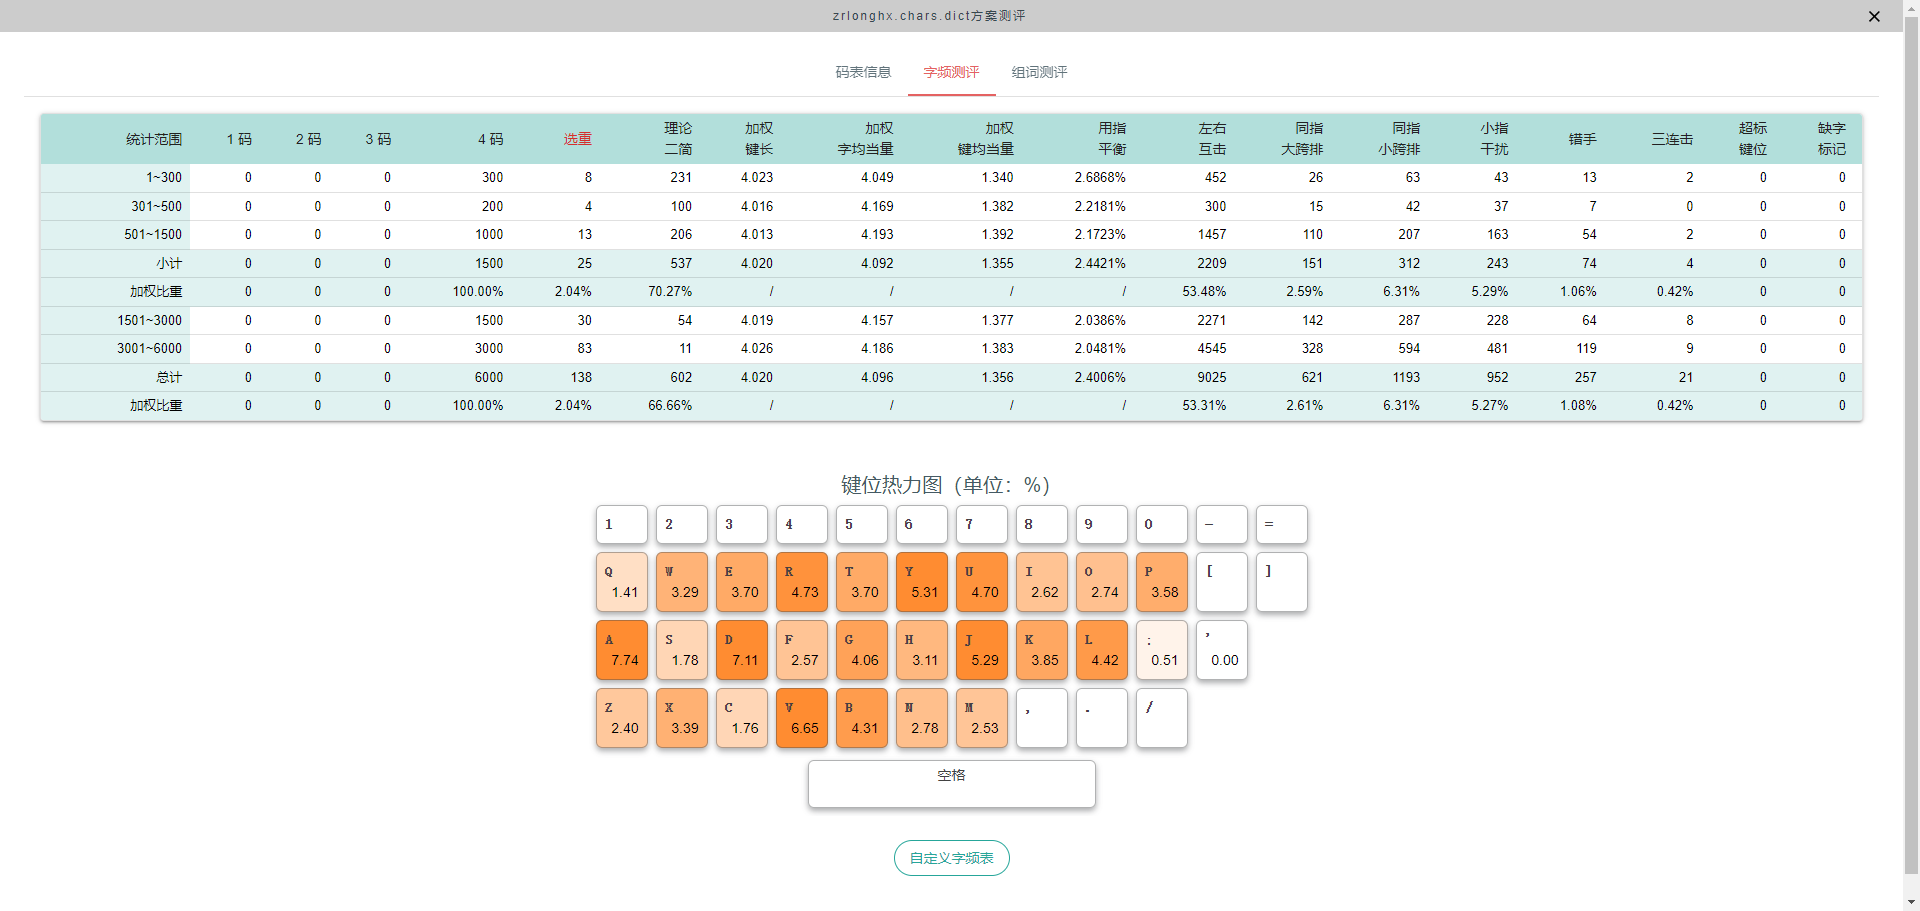 zrlonghx.chars.dict方案测评
码表信息 字频测评 组词测评
统计范围 1 码 2 码 3 码 4 码 选重 理论二简 加权键长 加权字均当量 加权键均当量 用指平衡 左右互击 同指大跨排 同指小跨排 小指干扰 错手 三连击 超标键位 缺字标记
1~300 0 0 0 300 8 231 4.023 4.049 1.340 2.6868% 452 26 63 43 13 2 0 0
301~500 0 0 0 200 4 100 4.016 4.169 1.382 2.2181% 300 15 42 37 7 0 0 0
501~1500 0 0 0 1000 13 206 4.013 4.193 1.392 2.1723% 1457 110 207 163 54 2 0 0
小计 0 0 0 1500 25 537 4.020 4.092 1.355 2.4421% 2209 151 312 243 74 4 0 0
加权比重 0 0 0 100.00% 2.04% 70.27% / / / / 53.48% 2.59% 6.31% 5.29% 1.06% 0.42% 0 0
1501~3000 0 0 0 1500 30 54 4.019 4.157 1.377 2.0386% 2271 142 287 228 64 8 0 0
3001~6000 0 0 0 3000 83 11 4.026 4.186 1.383 2.0481% 4545 328 594 481 119 9 0 0
总计 0 0 0 6000 138 602 4.020 4.096 1.356 2.4006% 9025 621 1193 952 257 21 0 0
加权比重 0 0 0 100.00% 2.04% 66.66% / / / / 53.31% 2.61% 6.31% 5.27% 1.08% 0.42% 0 0
键位热力图（单位：%）
1 2 3 4 5 6 7 8 9 0 - =
Q W E R T Y U I O P [ ]
1.41 3.29 3.70 4.73 3.70 5.31 4.70 2.62 2.74 3.58
A S D F G H J K L ; '
7.74 1.78 7.11 2.57 4.06 3.11 5.29 3.85 4.42 0.51 0.00
Z X C V B N M , . /
2.40 3.39 1.76 6.65 4.31 2.78 2.53
空格
自定义字频表